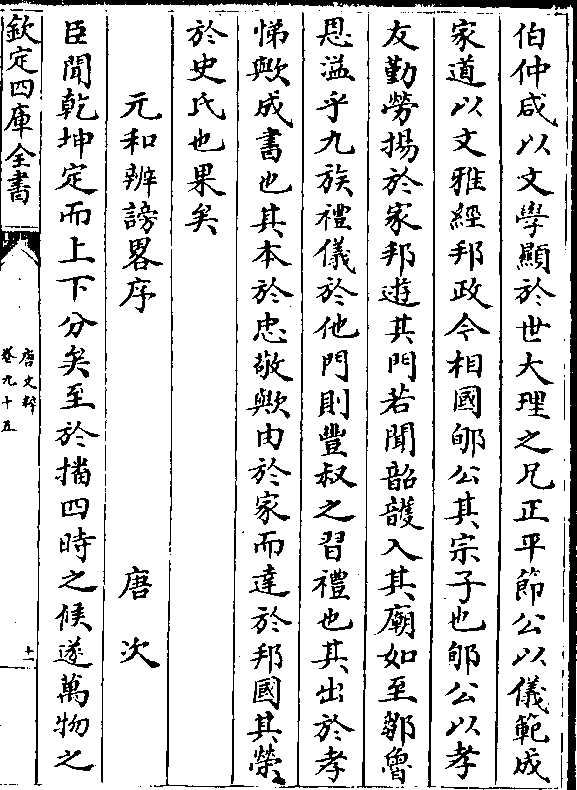 伯仲咸以文學顯於世大理之兄正平節公以儀範成
家道以文雅經邦政令相國郇公其宗子也郇公以孝
友勤勞揚於家邦遊其門若聞韶頀入其廟如至鄒魯
恩溢乎九族禮儀於他門則豐叔之習禮也其出於孝
悌歟成書也其本於忠敬歟由於家而達於邦國其榮
於史氏也果矣
元和辨謗畧序 唐次
臣聞乾坤定而上下分矣至於播四時之候遂萬物之
欽定四庫全書
唐文粹
卷九十五
十一